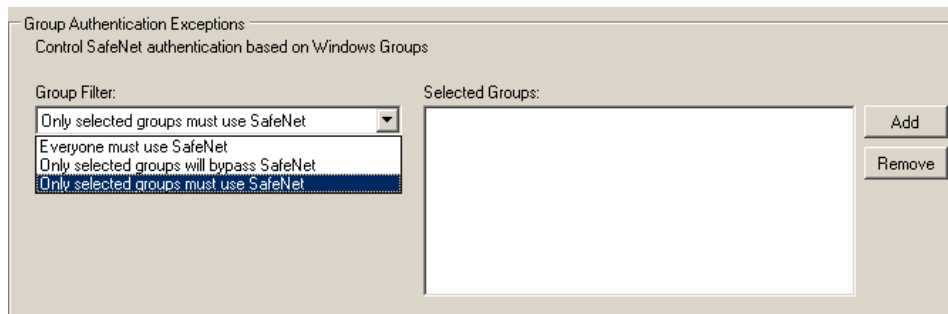 Group Authentication Exceptions
Control SafeNet authentication based on Windows Groups
Group Filter:
Only selected groups must use SafeNet
Everyone must use SafeNet
Only selected groups will bypass SafeNet
Only selected groups must use SafeNet
Selected Groups:
Add
Remove